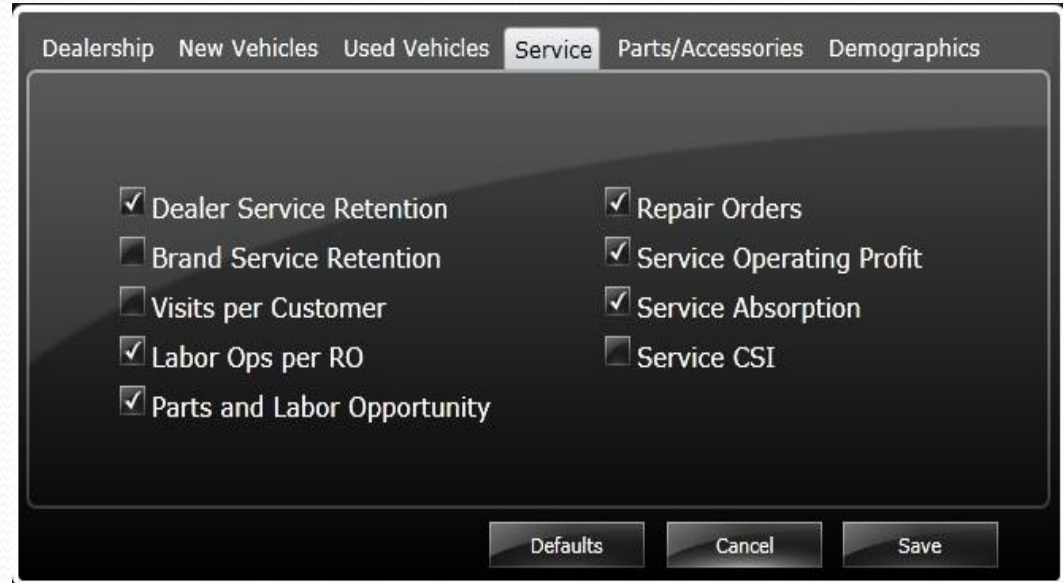 Dealership New Vehicles Used Vehicles Service Parts/Accessories Demographics
Dealer Service Retention
Brand Service Retention
Visits per Customer
Labor Ops per RO
Parts and Labor Opportunity
Repair Orders
Service Operating Profit
Service Absorption
Service CSI
Defaults Cancel Save